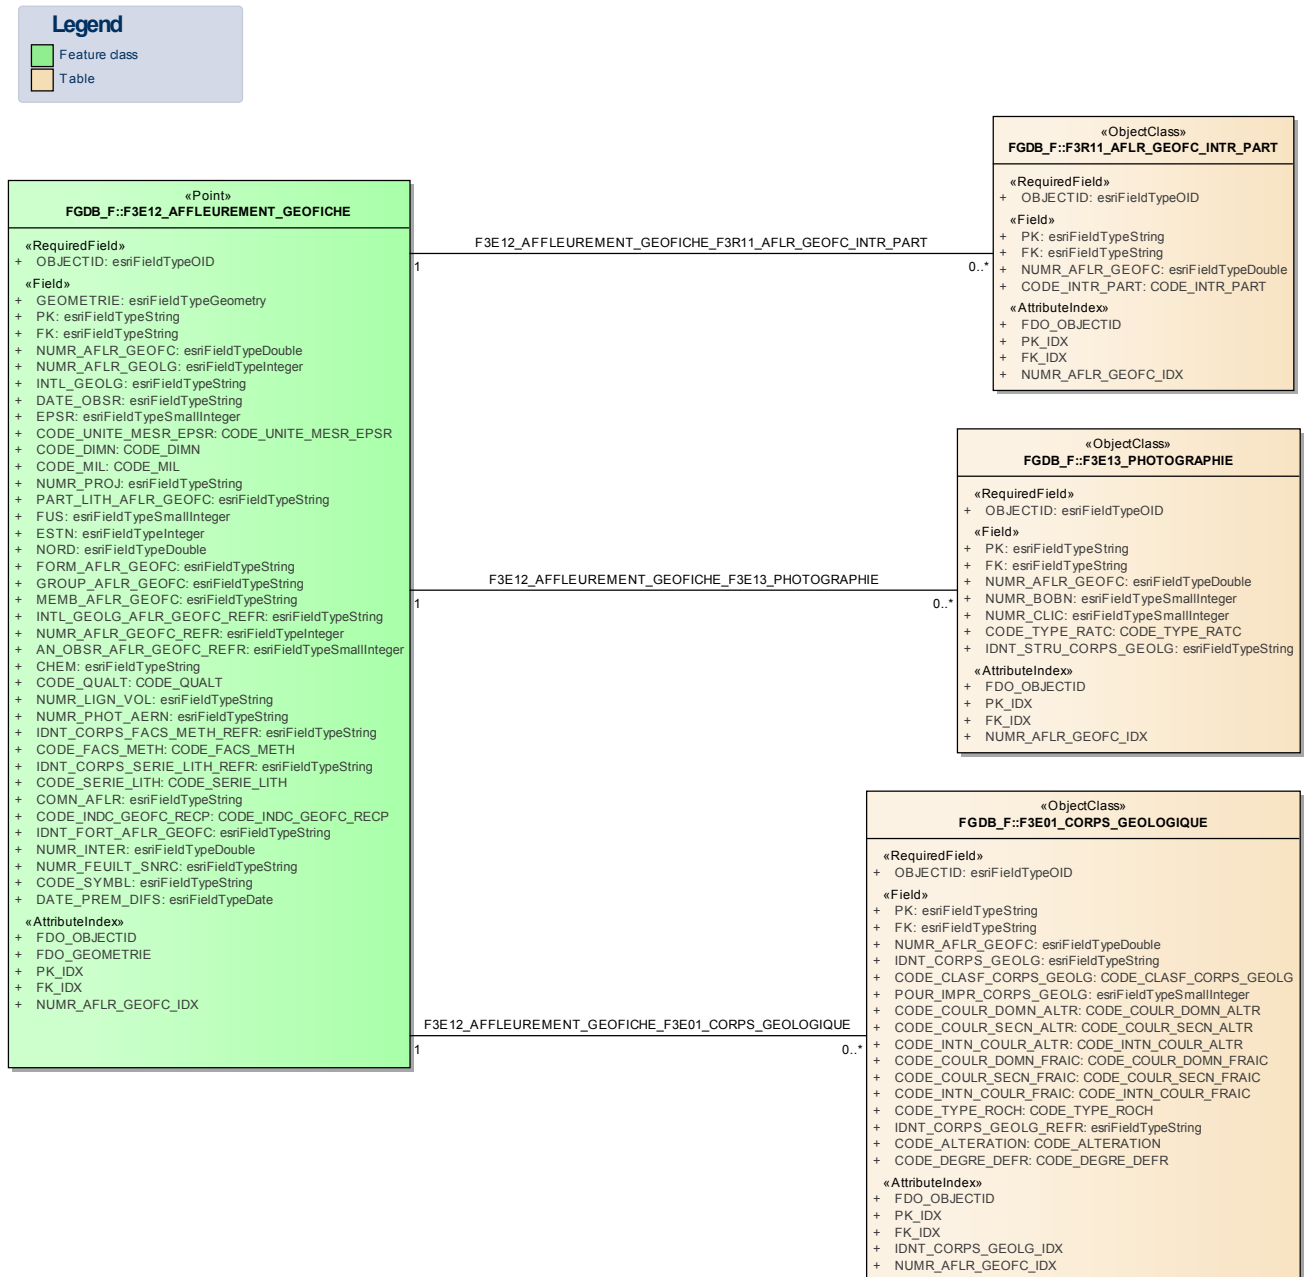 Legend
Feature class
Table
«Point»
FGDB_F::F3E12_AFFLEUREMENT_GEOFICHE
«RequiredField»
+ OBJECTID: esriFieldTypeOID
«Field»
+ GEOMETRIE: esriFieldTypeGeometry
+ PK: esriFieldTypeString
+ FK: esriFieldTypeString
+ NUMR_AFLR_GEOFC: esriFieldTypeDouble
+ NUMR_AFLR_GEOLG: esriFieldTypeInteger
+ INTL_GEOLG: esriFieldTypeString
+ DATE_OBSR: esriFieldTypeString
+ EPSR: esriFieldTypeSmallInteger
+ CODE_UNITE_MESR_EPSR: CODE_UNITE_MESR_EPSR
+ CODE_DIMN: CODE_DIMN
+ CODE_MIL: CODE_MIL
+ NUMR_PROJ: esriFieldTypeString
+ PART_LITH_AFLR_GEOFC: esriFieldTypeString
+ FUS: esriFieldTypeSmallInteger
+ ESTN: esriFieldTypeInteger
+ NORD: esriFieldTypeDouble
+ FORM_AFLR_GEOFC: esriFieldTypeString
+ GROUP_AFLR_GEOFC: esriFieldTypeString
+ MEMB_AFLR_GEOFC: esriFieldTypeString
+ INTL_GEOLG_AFLR_GEOFC_REFR: esriFieldTypeString
+ NUMR_AFLR_GEOFC_REFR: esriFieldTypeInteger
+ AN_OBSR_AFLR_GEOFC_REFR: esriFieldTypeSmallInteger
+ CHEM: esriFieldTypeString
+ CODE_QUALT: CODE_QUALT
+ NUMR_LIGN_VOL: esriFieldTypeString
+ NUMR_PHOT_AERN: esriFieldTypeString
+ IDNT_CORPS_FACS_METH_REFR: esriFieldTypeString
+ CODE_FACS_METH: CODE_FACS_METH
+ IDNT_CORPS_SERIE_LITH_REFR: esriFieldTypeString
+ CODE_SERIE_LITH: CODE_SERIE_LITH
+ COMN_AFLR: esriFieldTypeString
+ CODE_INDC_GEOFC_RECP: CODE_INDC_GEOFC_RECP
+ IDNT_FORT_AFLR_GEOFC: esriFieldTypeString
+ NUMR_INTER: esriFieldTypeDouble
+ NUMR_FEUILT_SNRC: esriFieldTypeString
+ CODE_SYMBL: esriFieldTypeString
+ DATE_PREM_DIFS: esriFieldTypeDate
«AttributeIndex»
+ FDO_OBJECTID
+ FDO_GEOMETRIE
+ PK_IDX
+ FK_IDX
+ NUMR_AFLR_GEOFC_IDX
F3E12_AFFLEUREMENT_GEOFICHE_F3R11_AFLR_GEOFC_INTR_PART
1
0..*
«ObjectClass»
FGDB_F::F3R11_AFLR_GEOFC_INTR_PART
«RequiredField»
+ OBJECTID: esriFieldTypeOID
«Field»
+ PK: esriFieldTypeString
+ FK: esriFieldTypeString
+ NUMR_AFLR_GEOFC: esriFieldTypeDouble
+ CODE_INTR_PART: CODE_INTR_PART
«AttributeIndex»
+ FDO_OBJECTID
+ PK_IDX
+ FK_IDX
+ NUMR_AFLR_GEOFC_IDX
F3E12_AFFLEUREMENT_GEOFICHE_F3E13_PHOTOGRAPHIE
1
0..*
«ObjectClass»
FGDB_F::F3E13_PHOTOGRAPHIE
«RequiredField»
+ OBJECTID: esriFieldTypeOID
«Field»
+ PK: esriFieldTypeString
+ FK: esriFieldTypeString
+ NUMR_AFLR_GEOFC: esriFieldTypeDouble
+ NUMR_BOBN: esriFieldTypeSmallInteger
+ NUMR_CLIC: esriFieldTypeSmallInteger
+ CODE_TYPE_RATC: CODE_TYPE_RATC
+ IDNT_STRU_CORPS_GEOLG: esriFieldTypeString
«AttributeIndex»
+ FDO_OBJECTID
+ PK_IDX
+ FK_IDX
+ NUMR_AFLR_GEOFC_IDX
F3E12_AFFLEUREMENT_GEOFICHE_F3E01_CORPS_GEOLOGIQUE
1
0..*
«ObjectClass»
FGDB_F::F3E01_CORPS_GEOLOGIQUE
«RequiredField»
+ OBJECTID: esriFieldTypeOID
«Field»
+ PK: esriFieldTypeString
+ FK: esriFieldTypeString
+ NUMR_AFLR_GEOFC: esriFieldTypeDouble
+ IDNT_CORPS_GEOLG: esriFieldTypeString
+ CODE_CLASF_CORPS_GEOLG: CODE_CLASF_CORPS_GEOLG
+ POUR_IMPR_CORPS_GEOLG: esriFieldTypeSmallInteger
+ CODE_COULR_DOMN_ALTR: CODE_COULR_DOMN_ALTR
+ CODE_COULR_SECN_ALTR: CODE_COULR_SECN_ALTR
+ CODE_INTN_COULR_ALTR: CODE_INTN_COULR_ALTR
+ CODE_COULR_DOMN_FRAIC: CODE_COULR_DOMN_FRAIC
+ CODE_COULR_SECN_FRAIC: CODE_COULR_SECN_FRAIC
+ CODE_INTN_COULR_FRAIC: CODE_INTN_COULR_FRAIC
+ CODE_TYPE_ROCH: CODE_TYPE_ROCH
+ IDNT_CORPS_GEOLG_REFR: esriFieldTypeString
+ CODE_ALTERATION: CODE_ALTERATION
+ CODE_DEGRE_DEFR: CODE_DEGRE_DEFR
«AttributeIndex»
+ FDO_OBJECTID
+ PK_IDX
+ FK_IDX
+ IDNT_CORPS_GEOLG_IDX
+ NUMR_AFLR_GEOFC_IDX